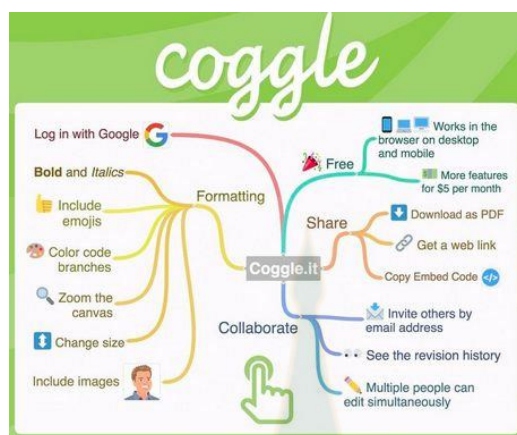 coggle
Log in with Google
Bold and Italics
Formatting
Include
emojis
Color code
branches
Zoom the
canvas
Change size
Include images
Coggle.it
Free
Works in the
browser on desktop
and mobile
More features
for $5 per month
Share
Download as PDF
Get a web link
Copy Embed Code
</>
Collaborate
Invite others by
email address
See the revision history
Multiple people can
edit simultaneously